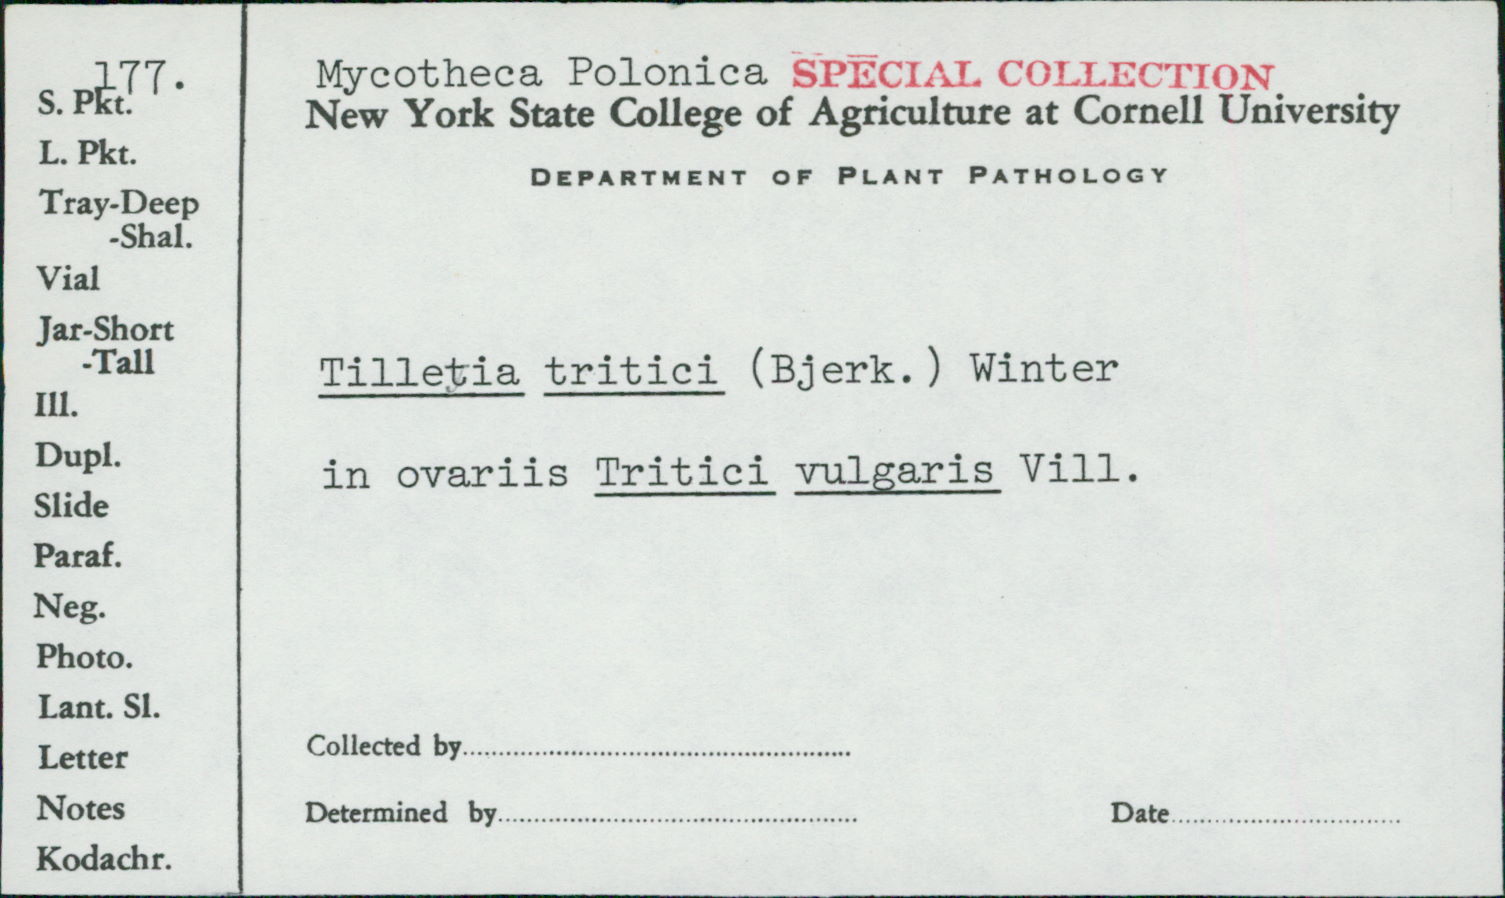 177.
S. Pkt.
L. Pkt.
Tray-Deep
-Shal.
Vial
Jar-Short
-Tall
Ill.
Dupl.
Slide
Paraf.
Neg.
Photo.
Lant. Sl.
Letter
Notes
Kodachr.
Mycotheca Polonica SPECIAL COLLECTION
New York State College of Agriculture at Cornell University
DEPARTMENT OF PLANT PATHOLOGY
Tilletia tritici (Bjerk.) Winter
in ovariis Tritici vulgaris Vill.
Collected by
Determined by Date